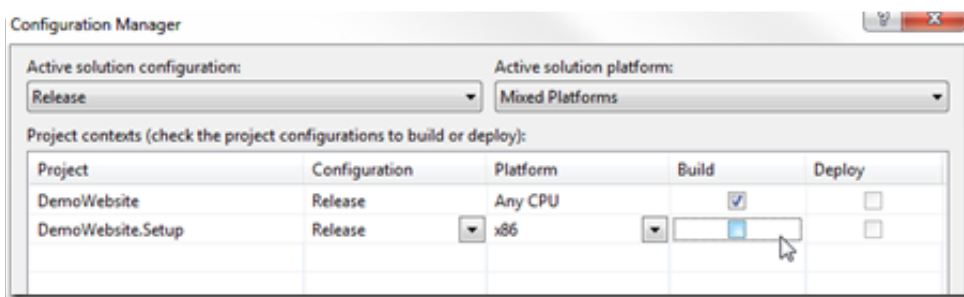 Configuration Manager
Active solution configuration: Active solution platform:
Release Mixed Platforms
Project contexts (check the project configurations to build or deploy):
Project Configuration Platform Build Deploy
DemoWebsite Release Any CPU
DemoWebsite.Setup Release x86